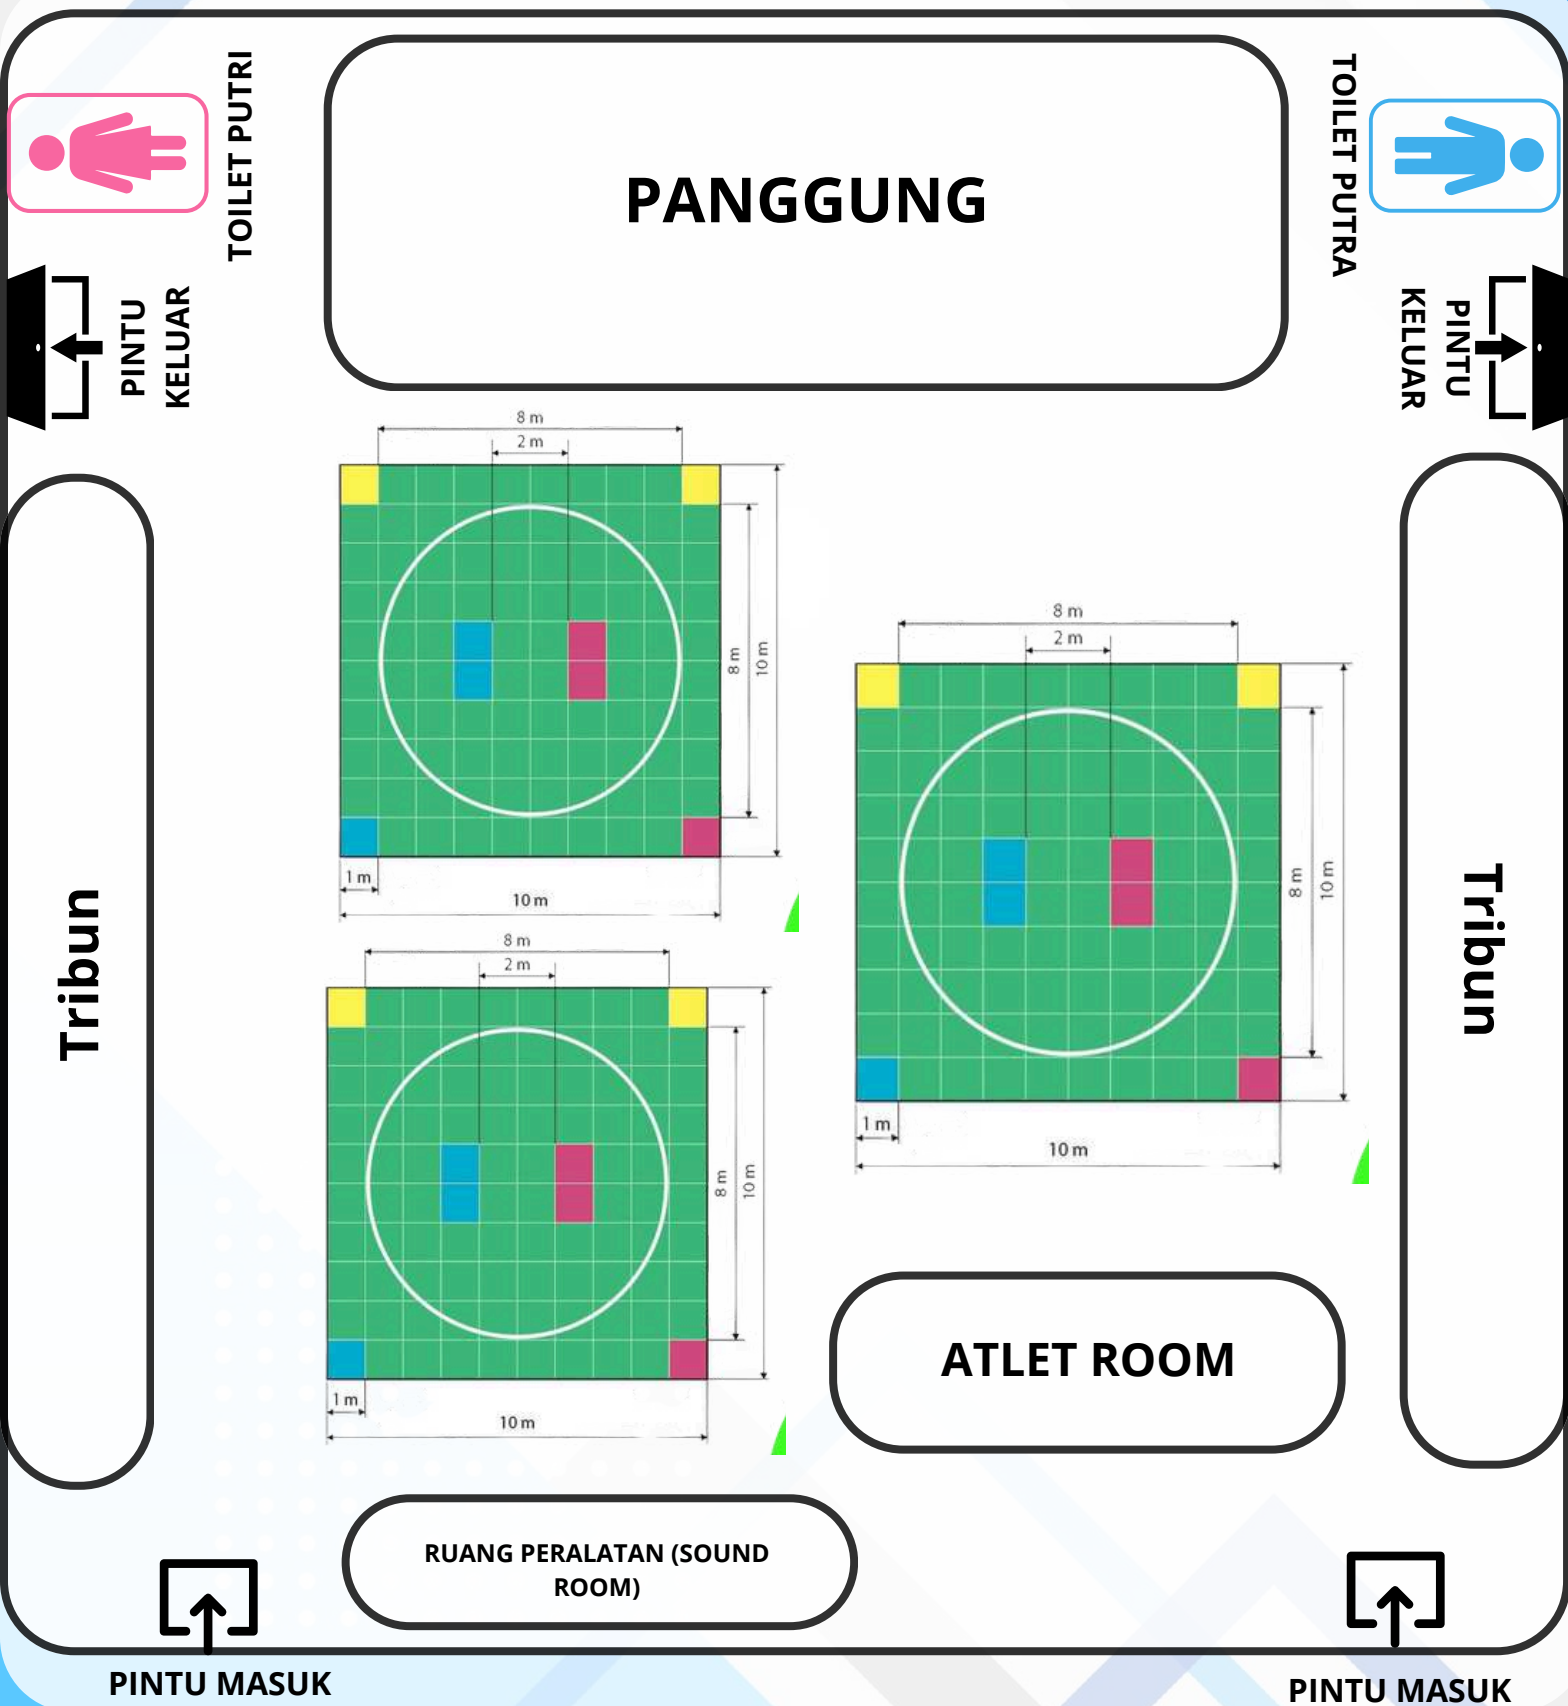 TOILET PUTRI
PANGGUNG
TOILET PUTRA
PINTU
KELUAR
PINTU
KELUAR
8 m
2 m
8 m
10 m
1 m
10 m
8 m
2 m
8 m
10 m
1 m
10 m
8 m
2 m
8 m
10 m
1 m
10 m
Tribun
Tribun
ATLET ROOM
RUANG PERALATAN (SOUND
ROOM)
PINTU MASUK
PINTU MASUK